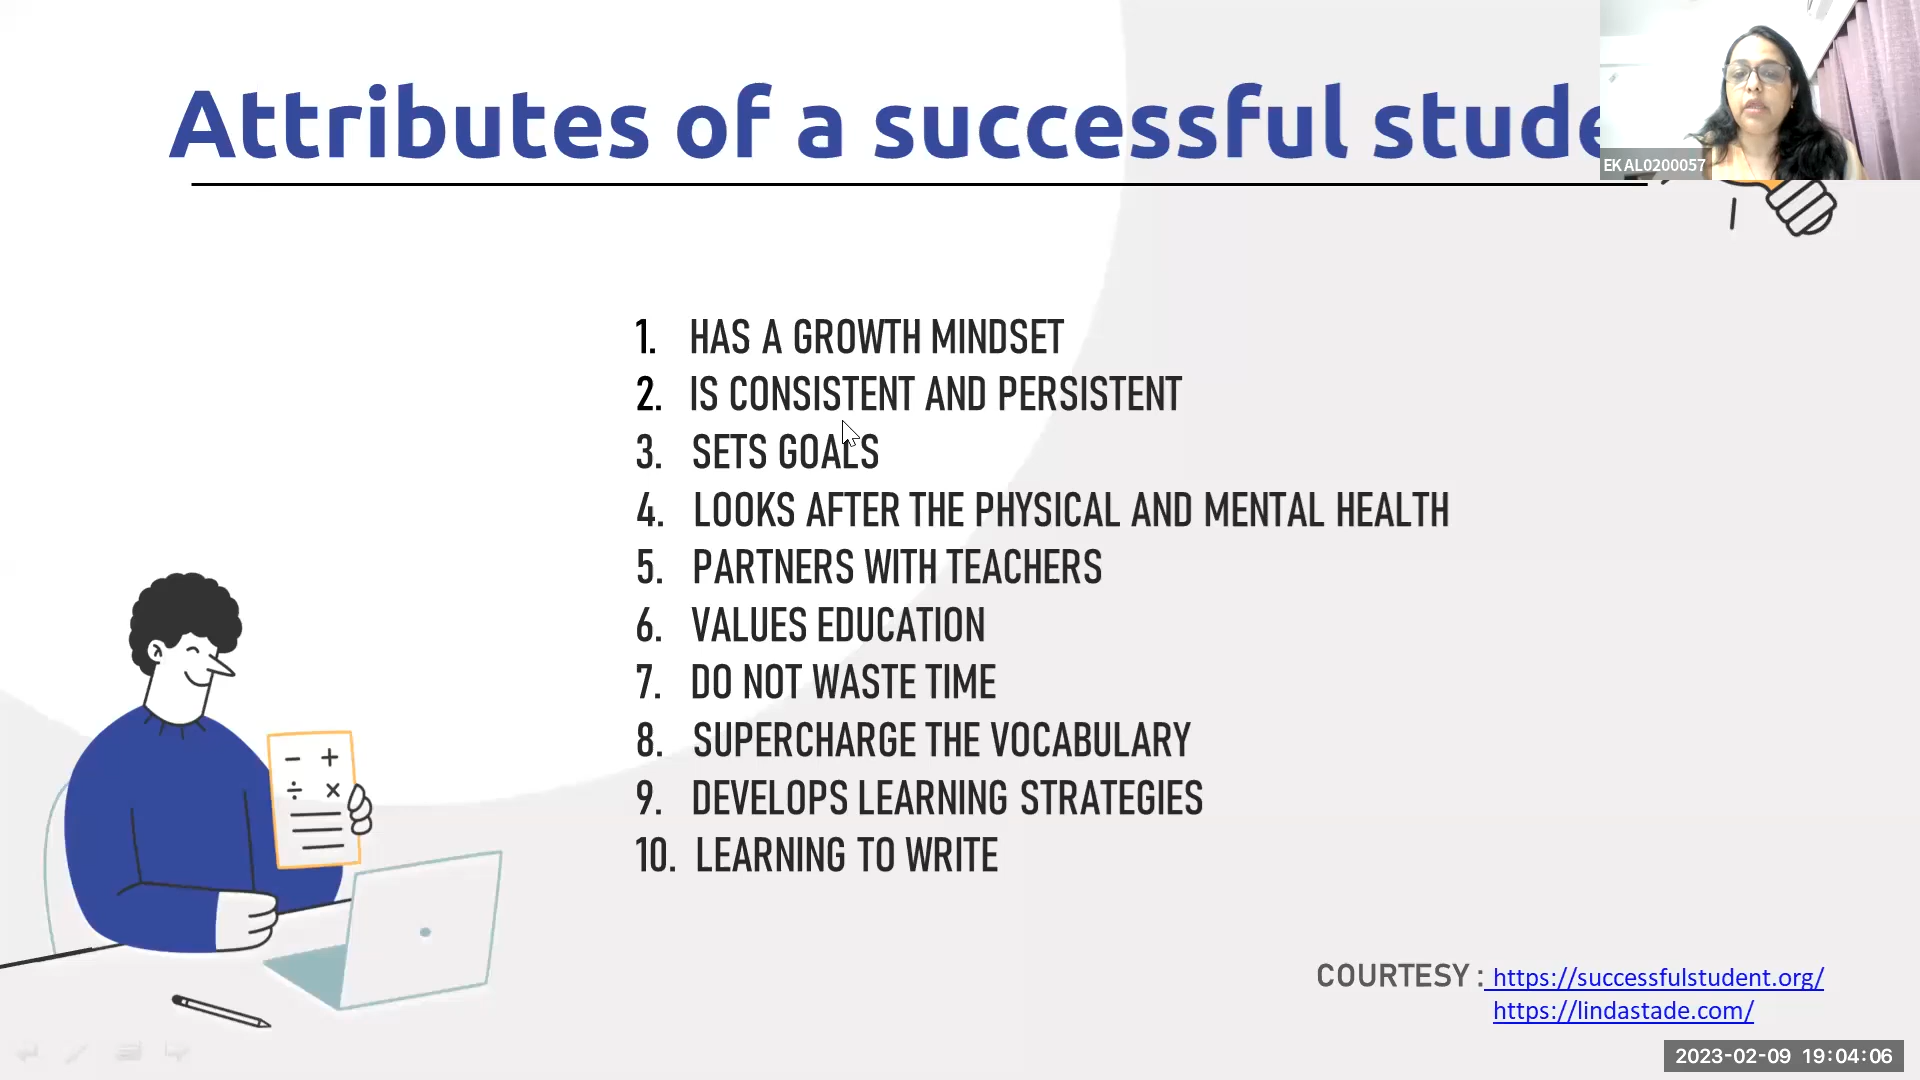 Attributes of a successful stude
EKAL0200057
1. HAS A GROWTH MINDSET
2. IS CONSISTENT AND PERSISTENT
3. SETS GOALS
4. LOOKS AFTER THE PHYSICAL AND MENTAL HEALTH
5. PARTNERS WITH TEACHERS
6. VALUES EDUCATION
7. DO NOT WASTE TIME
8. SUPERCHARGE THE VOCABULARY
9. DEVELOPS LEARNING STRATEGIES
10. LEARNING TO WRITE
- +
÷ ×
COURTESY : https://successfulstudent.org/
https://lindastade.com/
2023-02-09 19:04:06